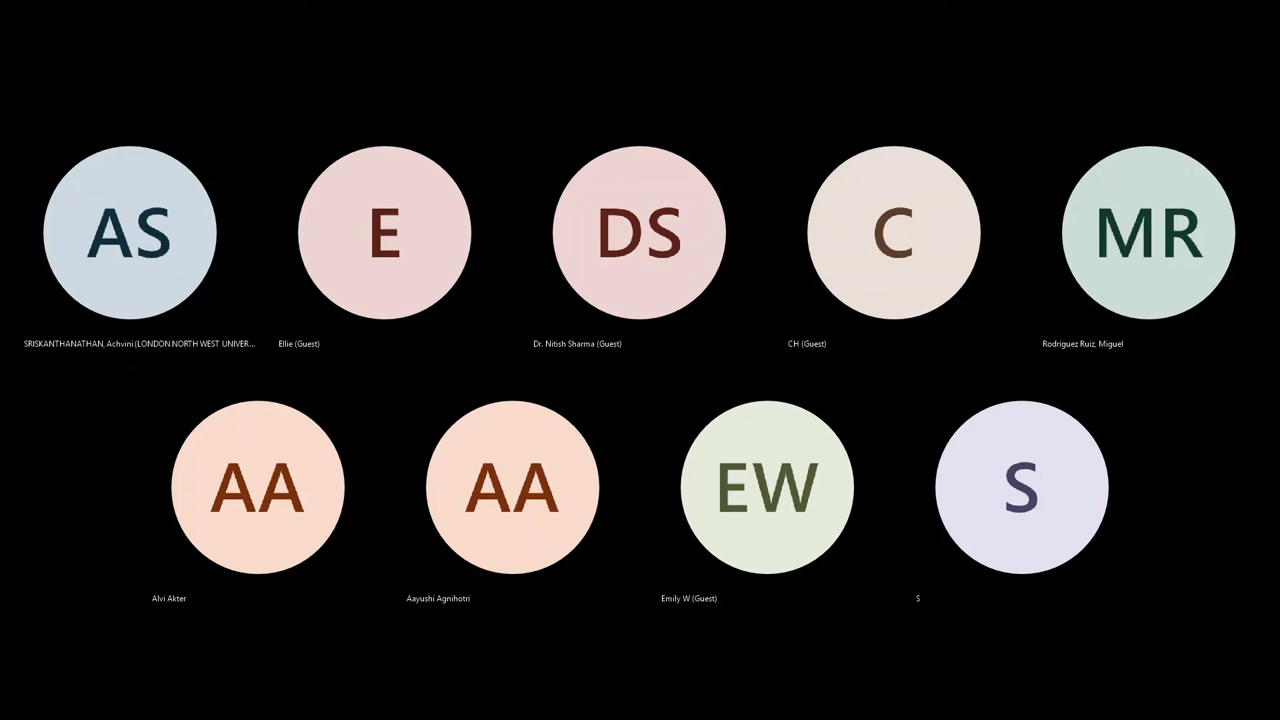 AS
E
DS
C
MR
SRISKANTHANATHAN, Achvini (LONDON NORTH WEST UNIVER...
Ellie (Guest)
Dr. Nitish Sharma (Guest)
CH (Guest)
Rodriguez Ruiz, Miguel
AA
AA
EW
S
Alvi Akter
Aayushi Agnihotri
Emily W (Guest)
S